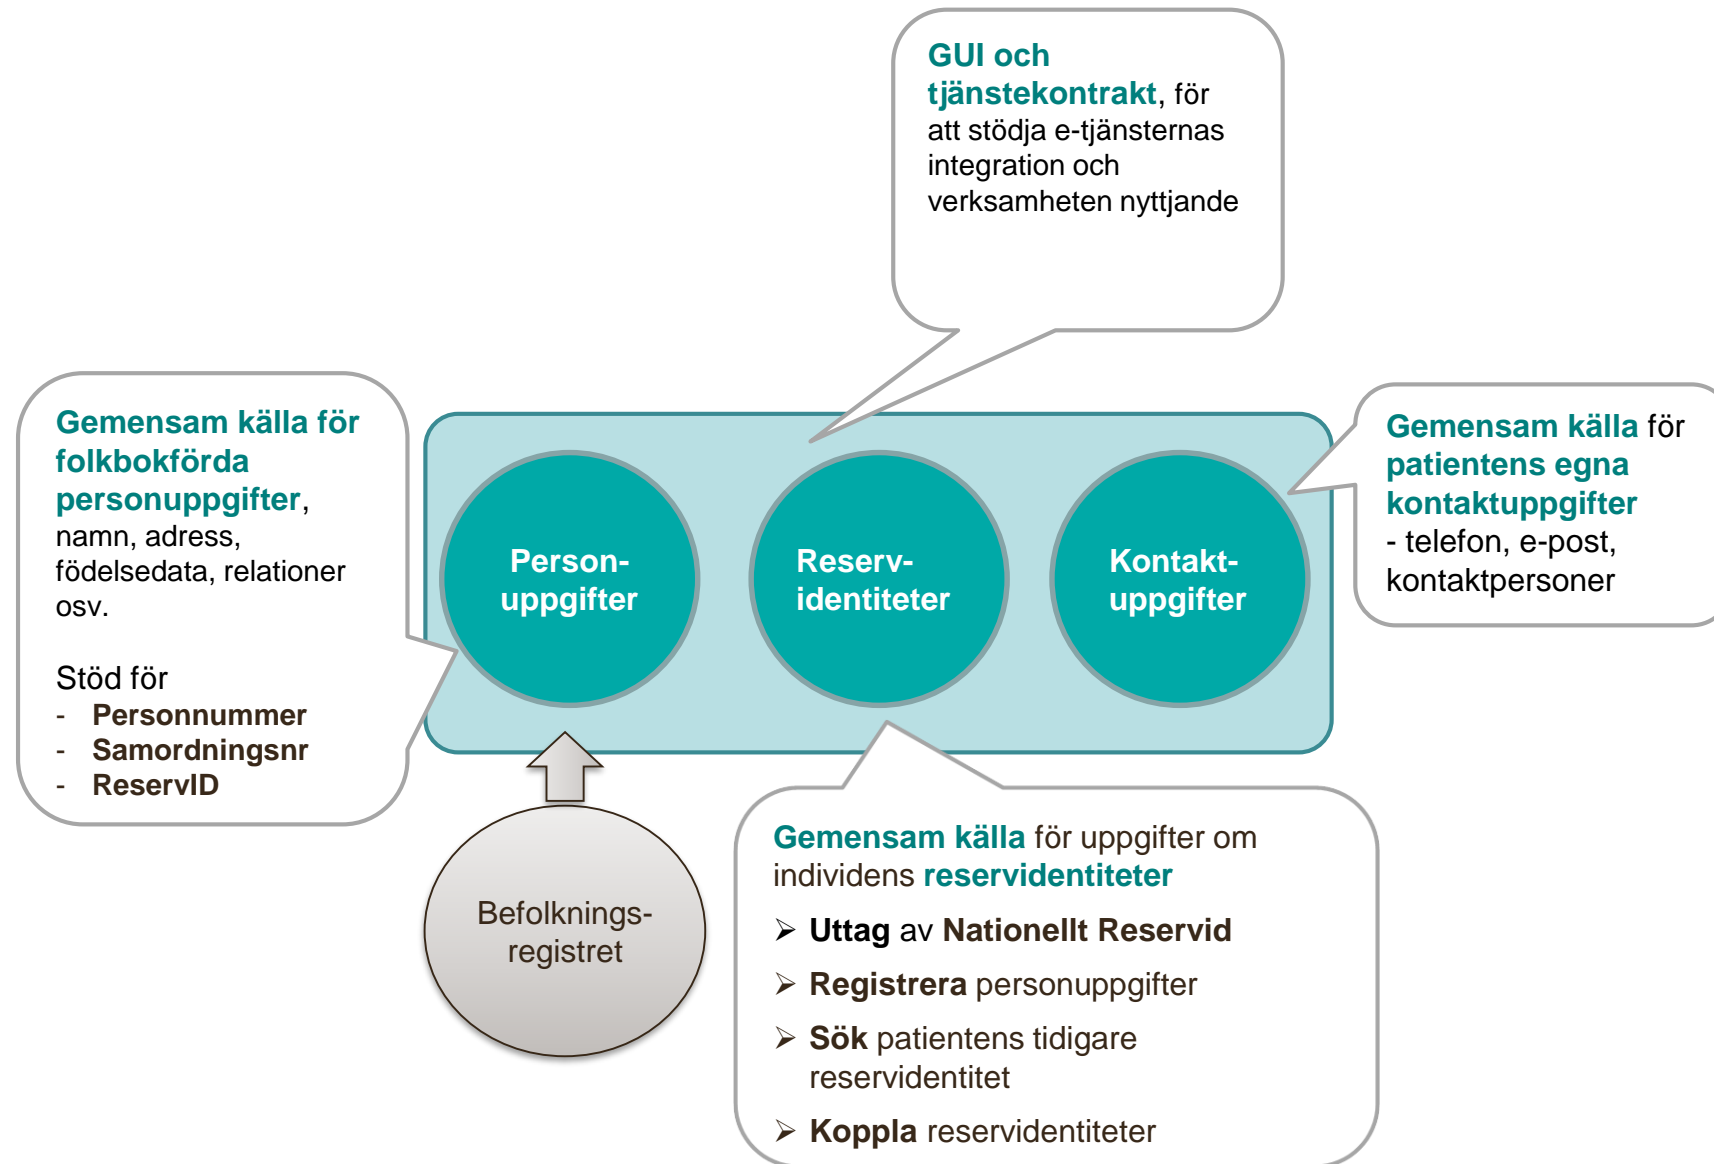 GUI och
tjänstekontrakt, för
att stödja e-tjänsternas
integration och
verksamheten nyttjande
Gemensam källa för
folkbokförda
personuppgifter,
namn, adress,
födelsedata, relationer
osv.
Stöd för
- Personnummer
- Samordningsnr
- ReservID
Person-
uppgifter
Reserv-
identiteter
Kontakt-
uppgifter
Gemensam källa för
patientens egna
kontaktuppgifter
- telefon, e-post,
kontaktpersoner
Befolknings-
registret
Gemensam källa för uppgifter om
individens reservidentiteter
➢ Uttag av Nationellt Reservid
➢ Registrera personuppgifter
➢ Sök patientens tidigare
reservidentitet
➢ Koppla reservidentiteter